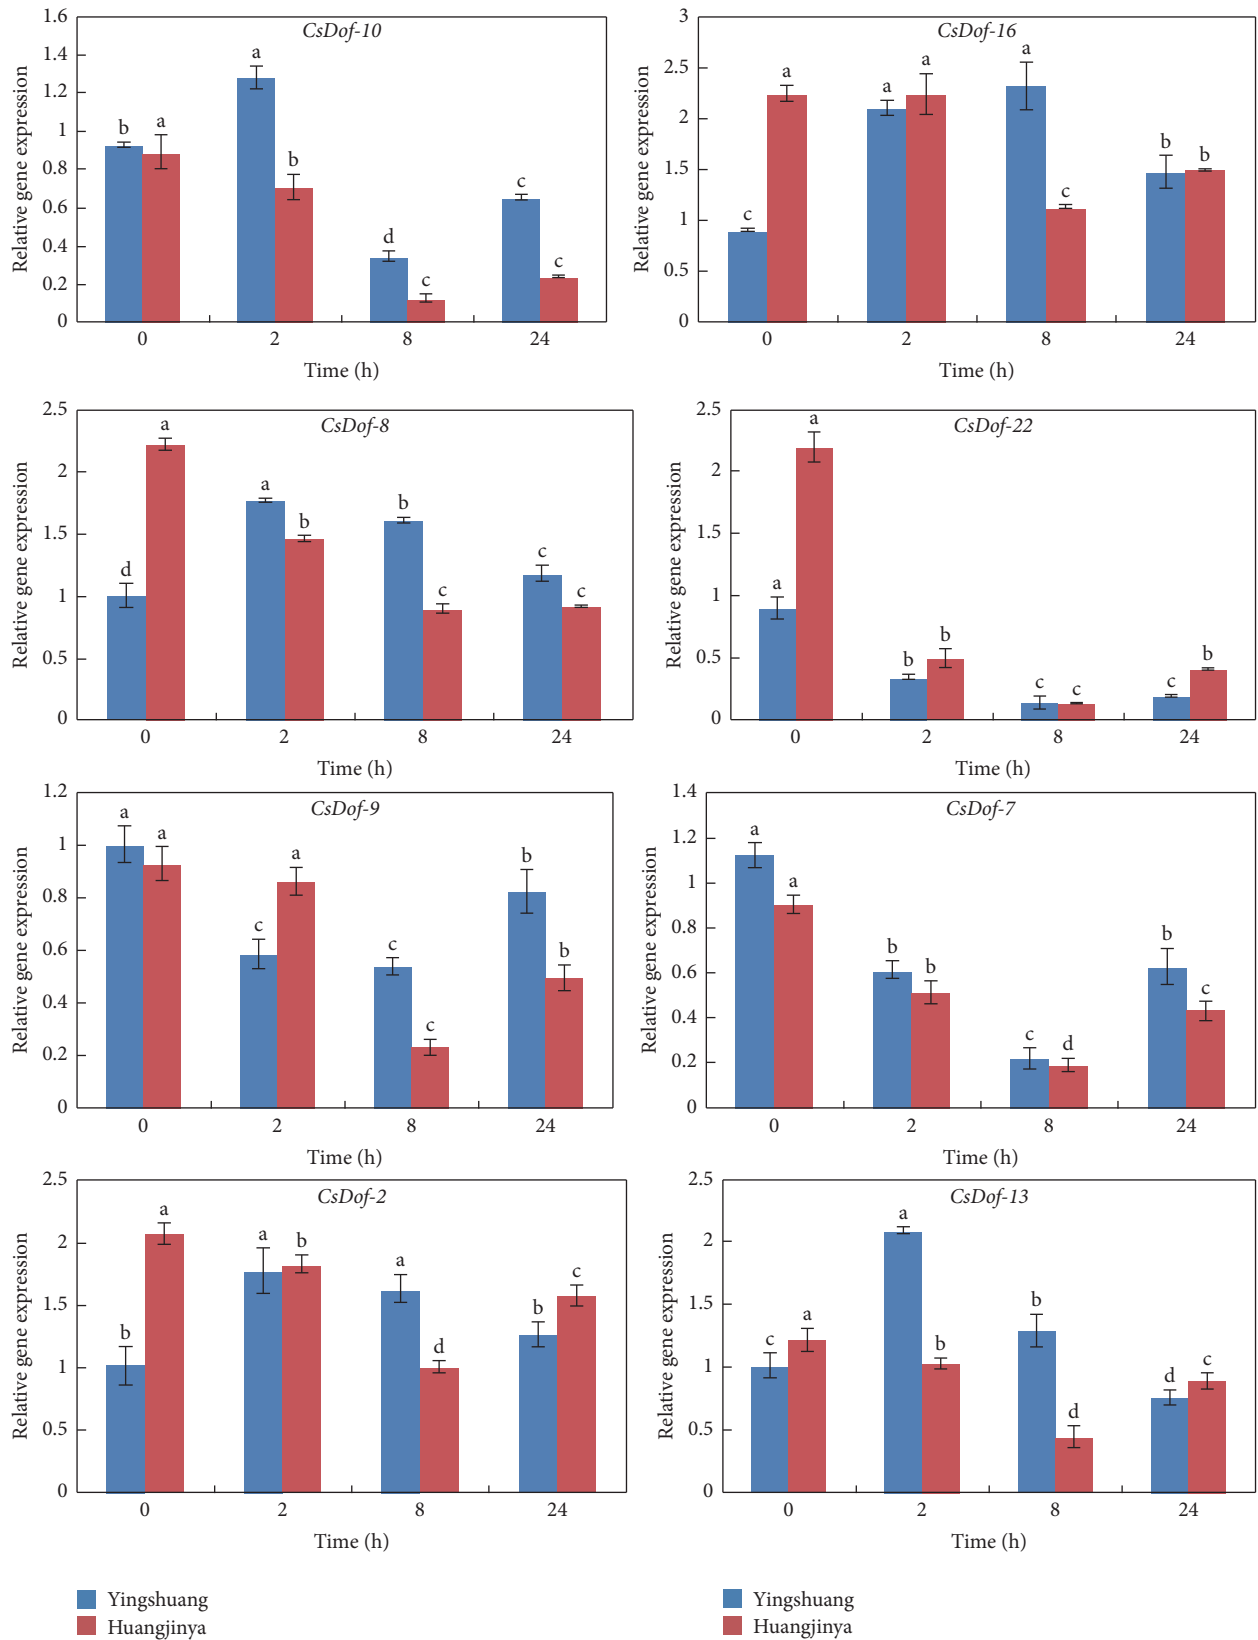 CsDof-10
Relative gene expression
1.6
1.4
1.2
1
0.8
0.6
0.4
0.2
0
b a a b d c c c
0 2 8 24
Time (h)
CsDof-16
Relative gene expression
3
2.5
2
1.5
1
0.5
0
c a a a a c b b
0 2 8 24
Time (h)
CsDof-8
Relative gene expression
2.5
2
1.5
1
0.5
0
d a a b b c c c
0 2 8 24
Time (h)
CsDof-22
Relative gene expression
2.5
2
1.5
1
0.5
0
a a b b c c c b
0 2 8 24
Time (h)
CsDof-9
Relative gene expression
1.2
1
0.8
0.6
0.4
0.2
0
a a c a c c b b
0 2 8 24
Time (h)
CsDof-7
Relative gene expression
1.4
1.2
1
0.8
0.6
0.4
0.2
0
a a b b c d b c
0 2 8 24
Time (h)
CsDof-2
Relative gene expression
2.5
2
1.5
1
0.5
0
b a a b a d b c
0 2 8 24
Time (h)
CsDof-13
Relative gene expression
2.5
2
1.5
1
0.5
0
c a a b b d d c
0 2 8 24
Time (h)
Yingshuang
Huangjinya
Yingshuang
Huangjinya